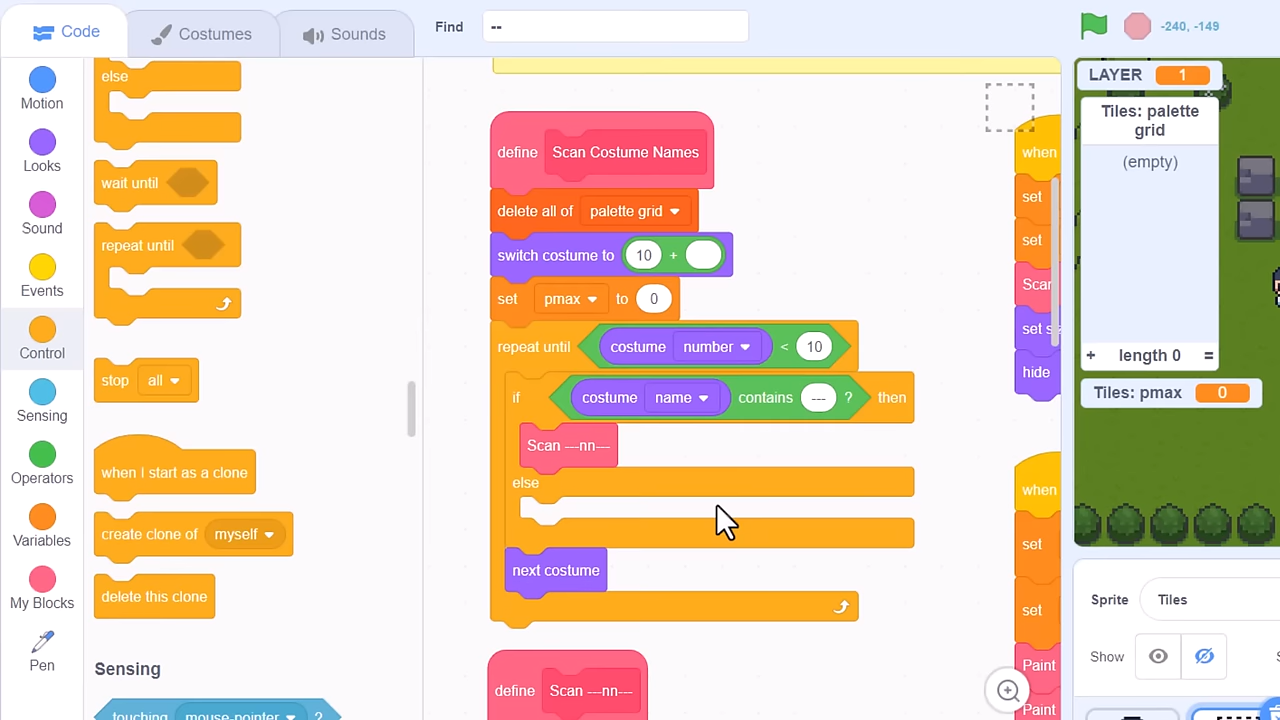 Code
Costumes
Sounds
Find
--
-240, -149
Motion
Looks
Sound
Events
Control
Sensing
Operators
Variables
My Blocks
Pen
else
wait until
repeat until
stop all
when I start as a clone
create clone of myself
delete this clone
Sensing
touching mouse-pointer ?
define Scan Costume Names
delete all of palette grid
switch costume to 10 +
set pmax to 0
repeat until costume number < 10
if costume name contains --- ? then
Scan ---nn---
else
next costume
define Scan ---nn---
when
set
set
Scan
set s
hide
when
set
set
Paint
Paint
LAYER 1
Tiles: palette
grid
(empty)
+ length 0 =
Tiles: pmax 0
Sprite Tiles
Show